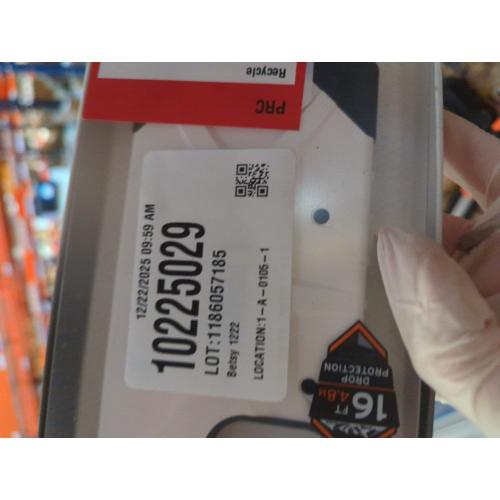 Recycle
PRC
12/22/2025 09:59 AM
10225029
LOT:1186057185
Betsy 1222
LOCATION:1-A-0105-1
16 FT
4.8M
DROP
PROTECTION